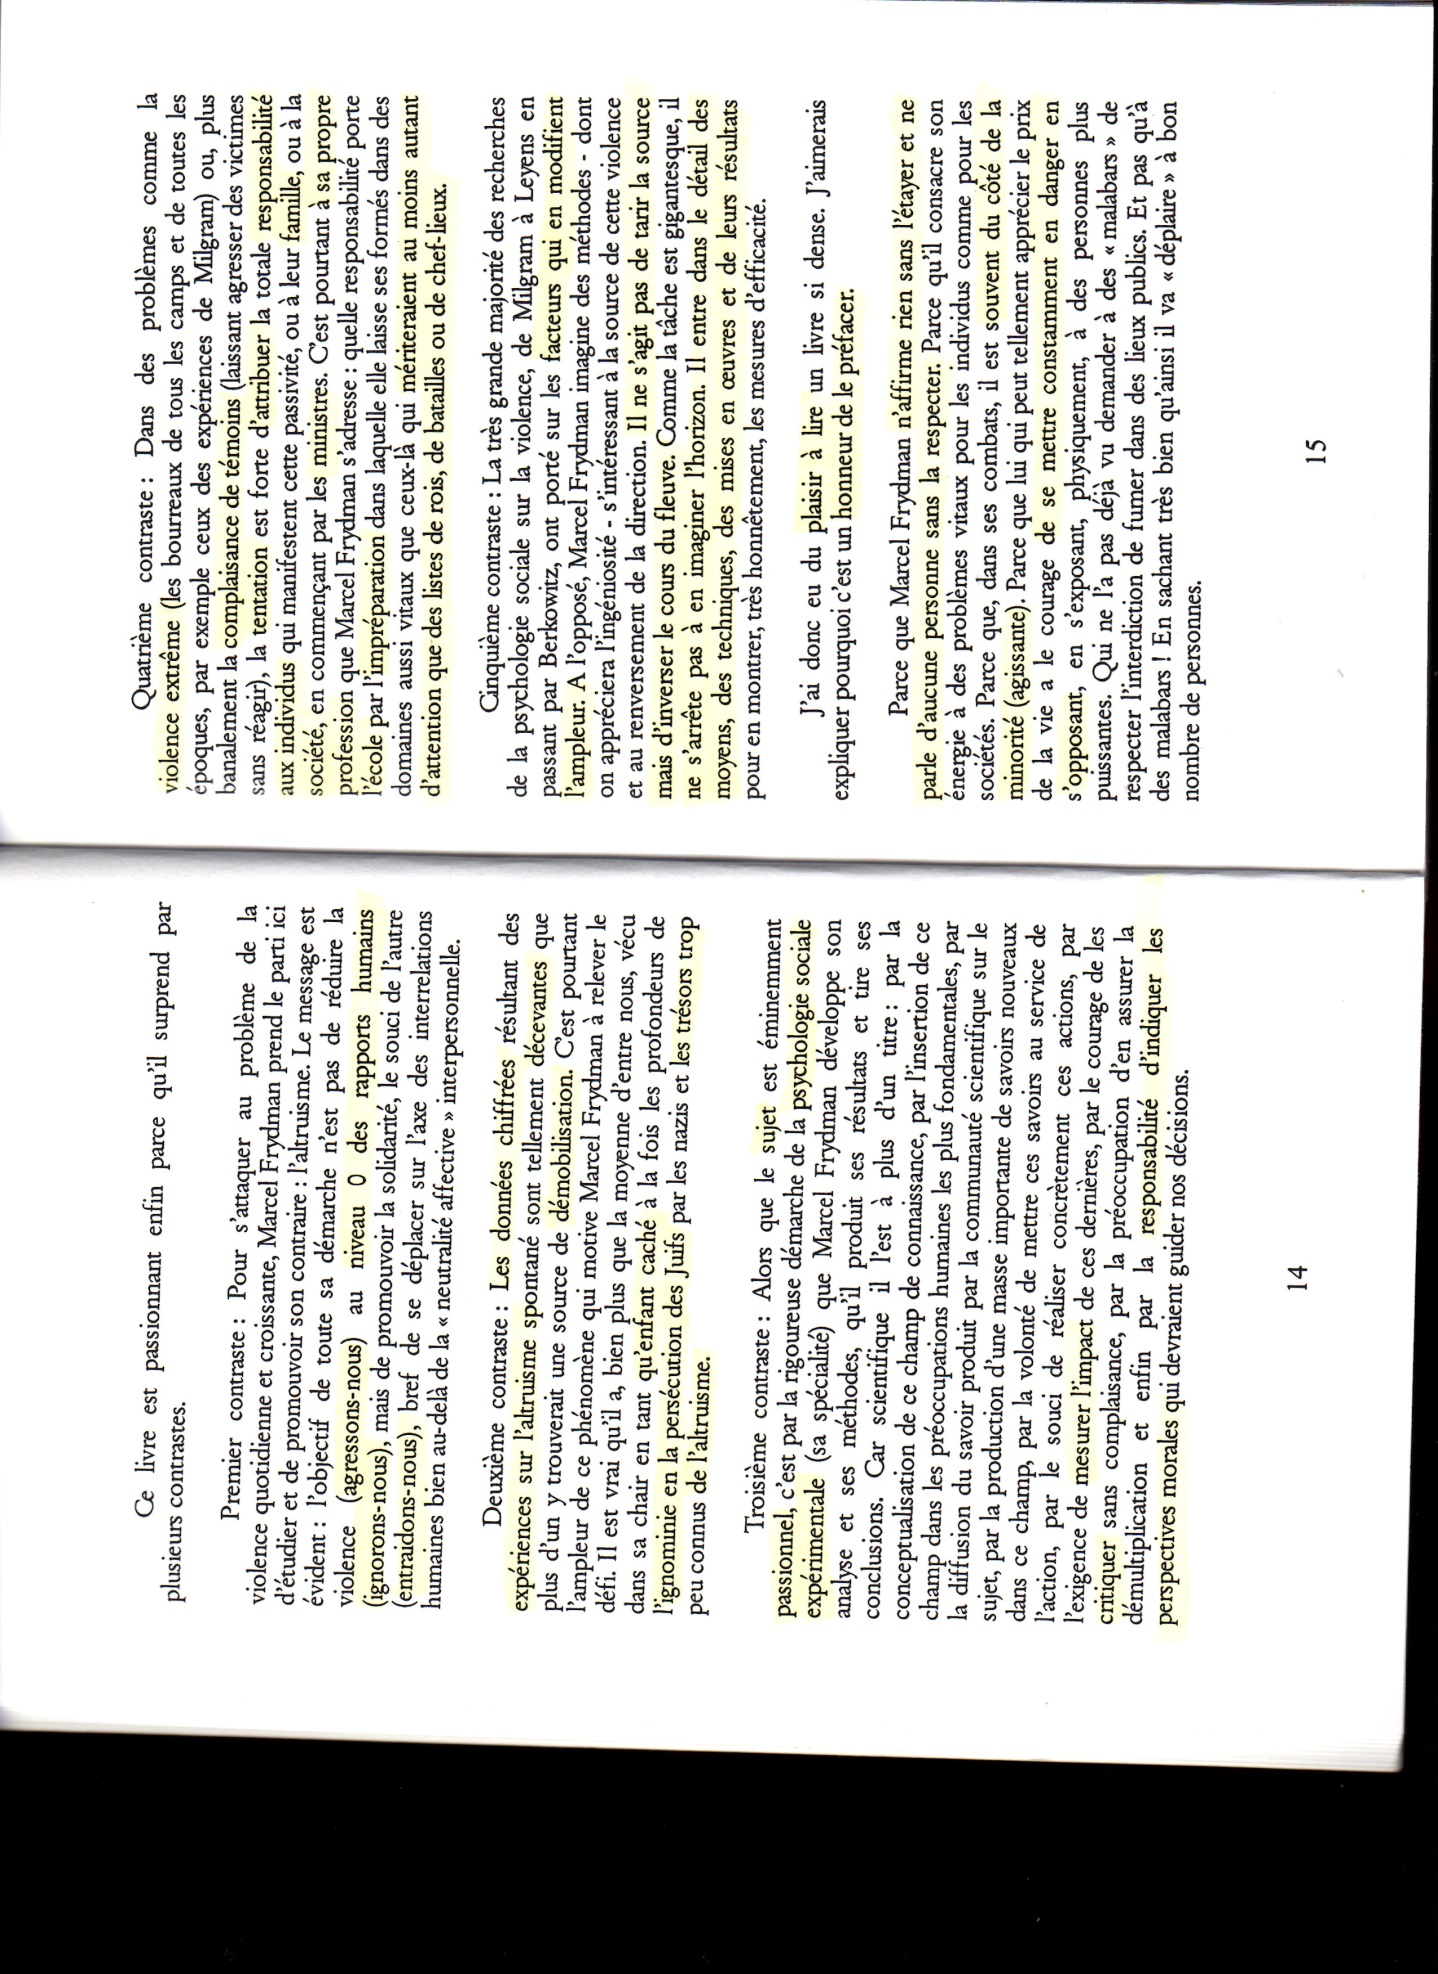 Ce livre est passionnant enfin parce qu'il surprend par
plusieurs contrastes.
Premier contraste : Pour s'attaquer au problème de la
violence quotidienne et croissante, Marcel Frydman prend le parti ici
d'étudier et de promouvoir son contraire : l'altruisme. Le message est
évident : l'objectif de toute sa démarche n'est pas de réduire la
violence (agressons-nous) au niveau 0 des rapports humains
(ignorons-nous), mais de promouvoir la solidarité, le souci de l'autre
(entraidons-nous), bref de se déplacer sur l'axe des interrelations
humaines bien au-delà de la « neutralité affective » interpersonnelle.
Deuxième contraste : Les données chiffrées résultant des
expériences sur l'altruisme spontané sont tellement décevantes que
plus d'un y trouverait une source de démobilisation. C'est pourtant
l'ampleur de ce phénomène qui motive Marcel Frydman à relever le
défi. Il est vrai qu'il a, bien plus que la moyenne d'entre nous, vécu
dans sa chair en tant qu'enfant caché à la fois les profondeurs de
l'ignominie en la persécution des Juifs par les nazis et les trésors trop
peu connus de l'altruisme.
Troisième contraste : Alors que le sujet est éminemment
passionnel, c'est par la rigoureuse démarche de la psychologie sociale
expérimentale (sa spécialité) que Marcel Frydman développe son
analyse et ses méthodes, qu'il produit ses résultats et tire ses
conclusions. Car scientifique il l'est à plus d'un titre : par la
conceptualisation de ce champ de connaissance, par l'insertion de ce
champ dans les préoccupations humaines les plus fondamentales, par
la diffusion du savoir produit par la communauté scientifique sur le
sujet, par la production d'une masse importante de savoirs nouveaux
dans ce champ, par la volonté de mettre ces savoirs au service de
l'action, par le souci de réaliser concrètement ces actions, par
l'exigence de mesurer l'impact de ces dernières, par le courage de les
critiquer sans complaisance, par la préoccupation d'en assurer la
démultiplication et enfin par la responsabilité d'indiquer les
perspectives morales qui devraient guider nos décisions.
14
Quatrième contraste : Dans des problèmes comme la
violence extrême (les bourreaux de tous les camps et de toutes les
époques, par exemple ceux des expériences de Milgram) ou, plus
banalement la complaisance de témoins (laissant agresser des victimes
sans réagir), la tentation est forte d'attribuer la totale responsabilité
aux individus qui manifestent cette passivité, ou à leur famille, ou à la
société, en commençant par les ministres. C'est pourtant à sa propre
profession que Marcel Frydman s'adresse : quelle responsabilité porte
l'école par l'impréparation dans laquelle elle laisse ses formés dans des
domaines aussi vitaux que ceux-là qui mériteraient au moins autant
d'attention que des listes de rois, de batailles ou de chef-lieux.
Cinquième contraste : La très grande majorité des recherches
de la psychologie sociale sur la violence, de Milgram à Leyens en
passant par Berkowitz, ont porté sur les facteurs qui en modifient
l'ampleur. A l'opposé, Marcel Frydman imagine des méthodes - dont
on appréciera l'ingéniosité - s'intéressant à la source de cette violence
et au renversement de la direction. Il ne s'agit pas de tarir la source
mais d'inverser le cours du fleuve. Comme la tâche est gigantesque, il
ne s'arrête pas à en imaginer l'horizon. Il entre dans le détail des
moyens, des techniques, des mises en œuvres et de leurs résultats
pour en montrer, très honnêtement, les mesures d'efficacité.
J'ai donc eu du plaisir à lire un livre si dense. J'aimerais
expliquer pourquoi c'est un honneur de le préfacer.
Parce que Marcel Frydman n'affirme rien sans l'étayer et ne
parle d'aucune personne sans la respecter. Parce qu'il consacre son
énergie à des problèmes vitaux pour les individus comme pour les
sociétés. Parce que, dans ses combats, il est souvent du côté de la
minorité (agissante). Parce que lui qui peut tellement apprécier le prix
de la vie a le courage de se mettre constamment en danger en
s'opposant, en s'exposant, physiquement, à des personnes plus
puissantes. Qui ne l'a pas déjà vu demander à des « malabars » de
respecter l'interdiction de fumer dans des lieux publics. Et pas qu'à
des malabars ! En sachant très bien qu'ainsi il va « déplaire » à bon
nombre de personnes.
15